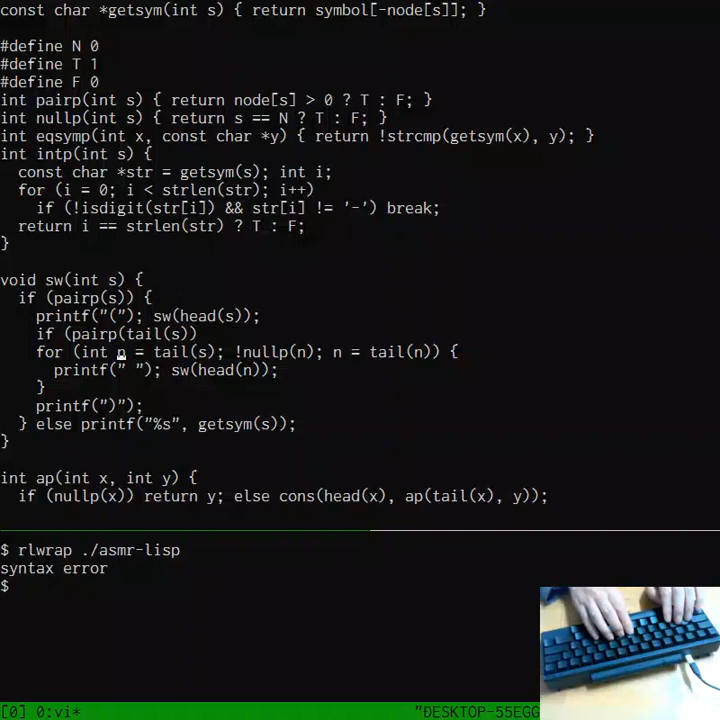 const char *getsym(int s) { return symbol[-node[s]]; }
#define N 0
#define T 1
#define F 0
int pairp(int s) { return node[s] > 0 ? T : F; }
int nullp(int s) { return s == N ? T : F; }
int eqsymp(int x, const char *y) { return !strcmp(getsym(x), y); }
int intp(int s) {
  const char *str = getsym(s); int i;
  for (i = 0; i < strlen(str); i++)
    if (!isdigit(str[i]) && str[i] != '-') break;
  return i == strlen(str) ? T : F;
}
void sw(int s) {
  if (pairp(s)) {
    printf("("); sw(head(s));
    if (pairp(tail(s))
    for (int n = tail(s); !nullp(n); n = tail(n)) {
      printf(" "); sw(head(n));
    }
    printf(")");
  } else printf("%s", getsym(s));
}
int ap(int x, int y) {
  if (nullp(x)) return y; else cons(head(x), ap(tail(x), y));
$ rlwrap ./asmr-lisp
syntax error
$
[0] 0:vi* "DESKTOP-55EGG